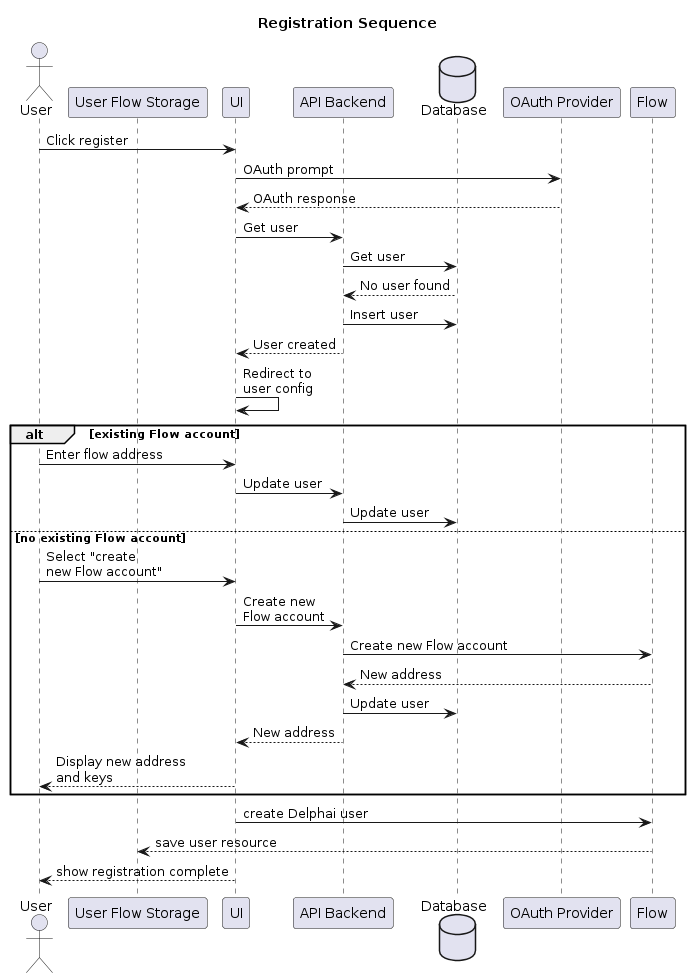 Registration Sequence
User
User Flow Storage
UI
API Backend
Database
OAuth Provider
Flow
Click register
OAuth prompt
OAuth response
Get user
Get user
No user found
Insert user
User created
Redirect to
user config
alt
[existing Flow account]
Enter flow address
Update user
Update user
[no existing Flow account]
Select "create
new Flow account"
Create new
Flow account
Create new Flow account
New address
Update user
New address
Display new address
and keys
create Delphai user
save user resource
show registration complete
User
User Flow Storage
UI
API Backend
Database
OAuth Provider
Flow